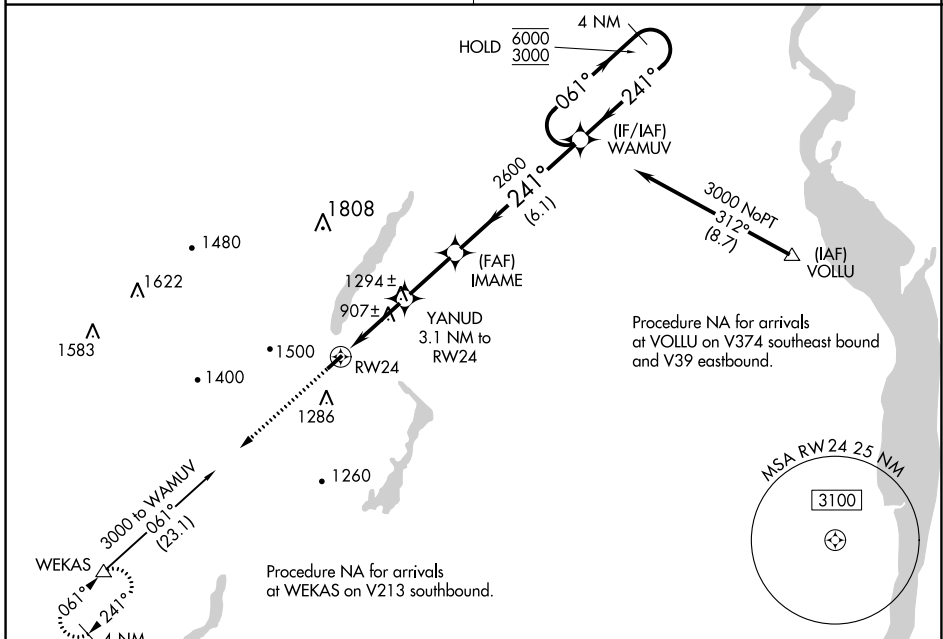 4 NM
HOLD
6000
3000
061°
241°
(IF/IAF)
WAMUV
2600
241°
(6.1)
3000 NoPT
312°
(8.7)
(IAF)
VOLLU
1808
1480
1622
1583
(FAF)
IMAME
1294±
907±
YANUD
3.1 NM to
RW24
Procedure NA for arrivals
at VOLLU on V374 southeast bound
and V39 eastbound.
1500
RW24
1400
1286
1260
MSA RW24 25 NM
3100
3000 to WAMUV
061°
(23.1)
WEKAS
061°
241°
4 NM
Procedure NA for arrivals
at WEKAS on V213 southbound.